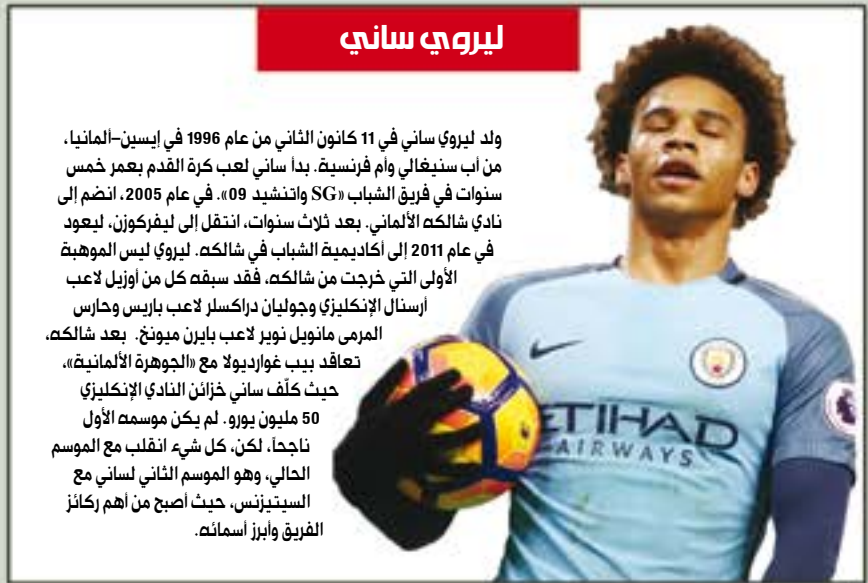 ليروي ساني
ولد ليروي ساني في 11 كانون الثاني من عام 1996 في إيسين–ألمانيا،
من أب سنيغالي وأم فرنسية. بدأ ساني لعب كرة القدم بعمر خمس
سنوات في فريق الشباب «SG واتنشيد 09». في عام 2005، انضم إلى
نادي شالكه الألماني. بعد ثلاث سنوات، انتقل إلى ليفركوزن، ليعود
في عام 2011 إلى أكاديمية الشباب في شالكه. ليروي ليس الموهبة
الأولى التي خرجت من شالكه، فقد سبقه كل من أوزيل لاعب
أرسنال الإنكليزي وجوليان دراكسلر لاعب باريس وحارس
المرمى مانويل نوير لاعب بايرن ميونخ. بعد شالكه،
تعاقد بيب غوارديولا مع «الجوهرة الألمانية»،
حيث كلّف ساني خزائن النادي الإنكليزي
50 مليون يورو. لم يكن موسمه الأول
ناجحاً، لكن، كل شيء انقلب مع الموسم
الحالي، وهو الموسم الثاني لساني مع
السيتيزنس، حيث أصبح من أهم ركائز
الفريق وأبرز أسمائه.
ETIHAD
AIRWAYS